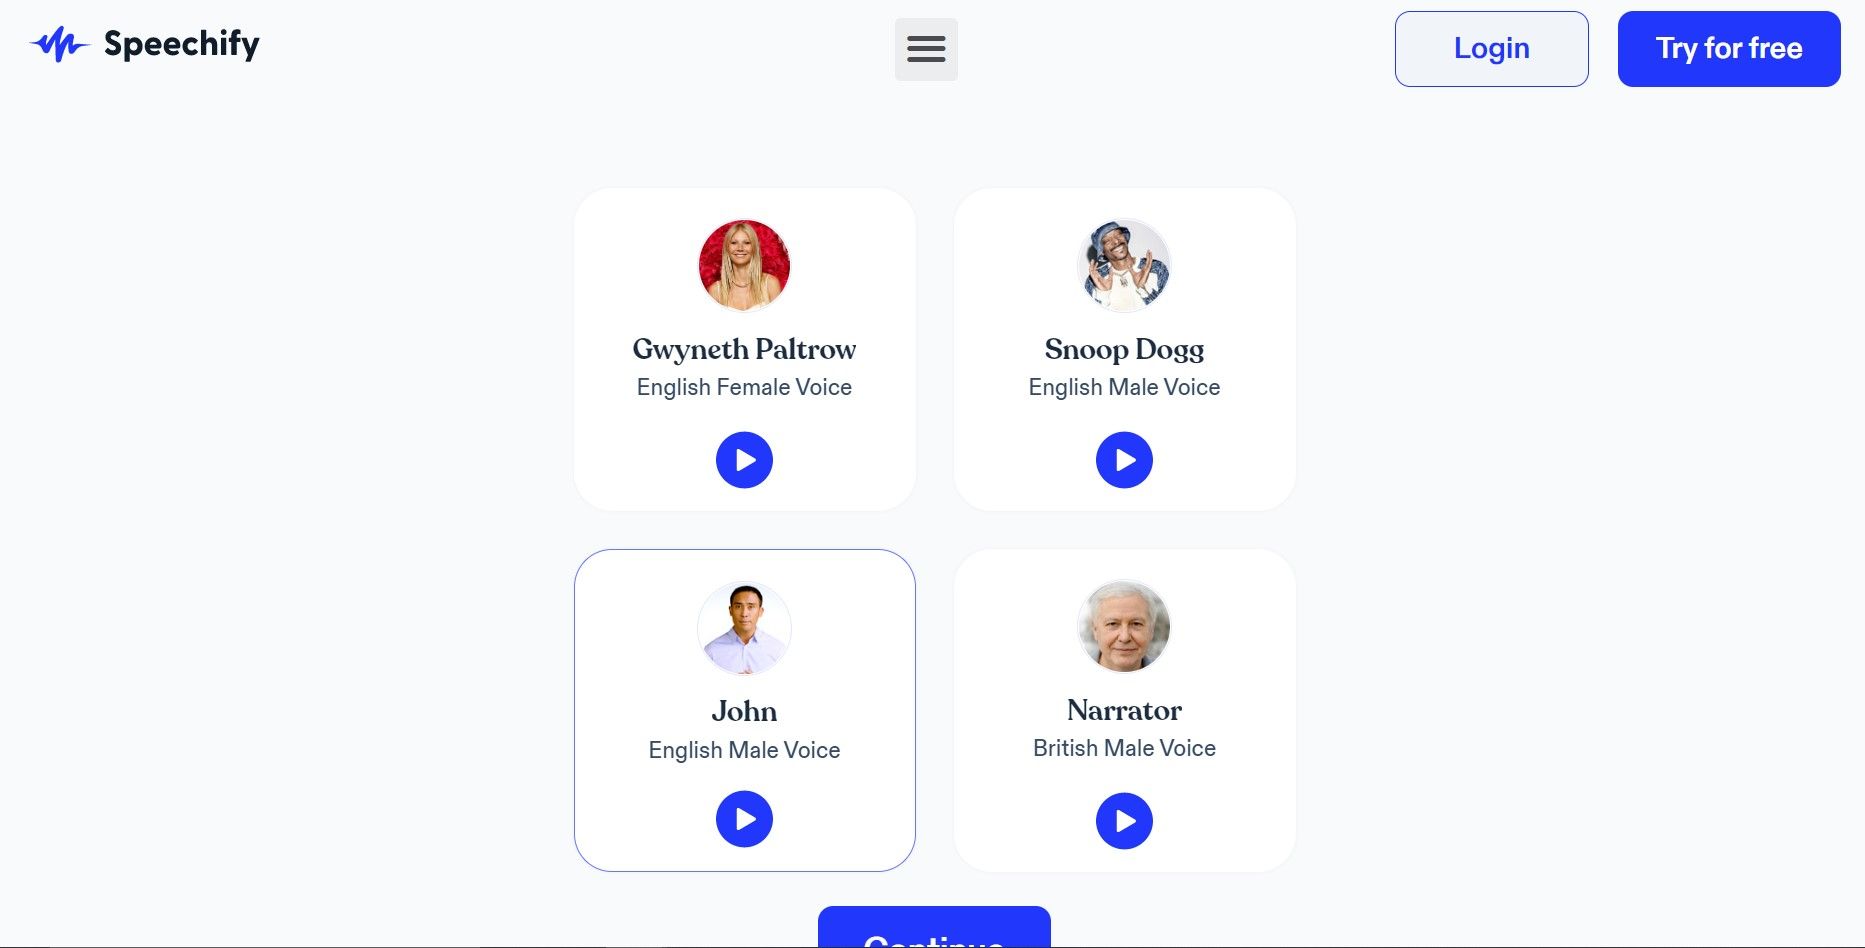 Speechify
Login
Try for free
Gwyneth Paltrow
English Female Voice
Snoop Dogg
English Male Voice
John
English Male Voice
Narrator
British Male Voice
Continue